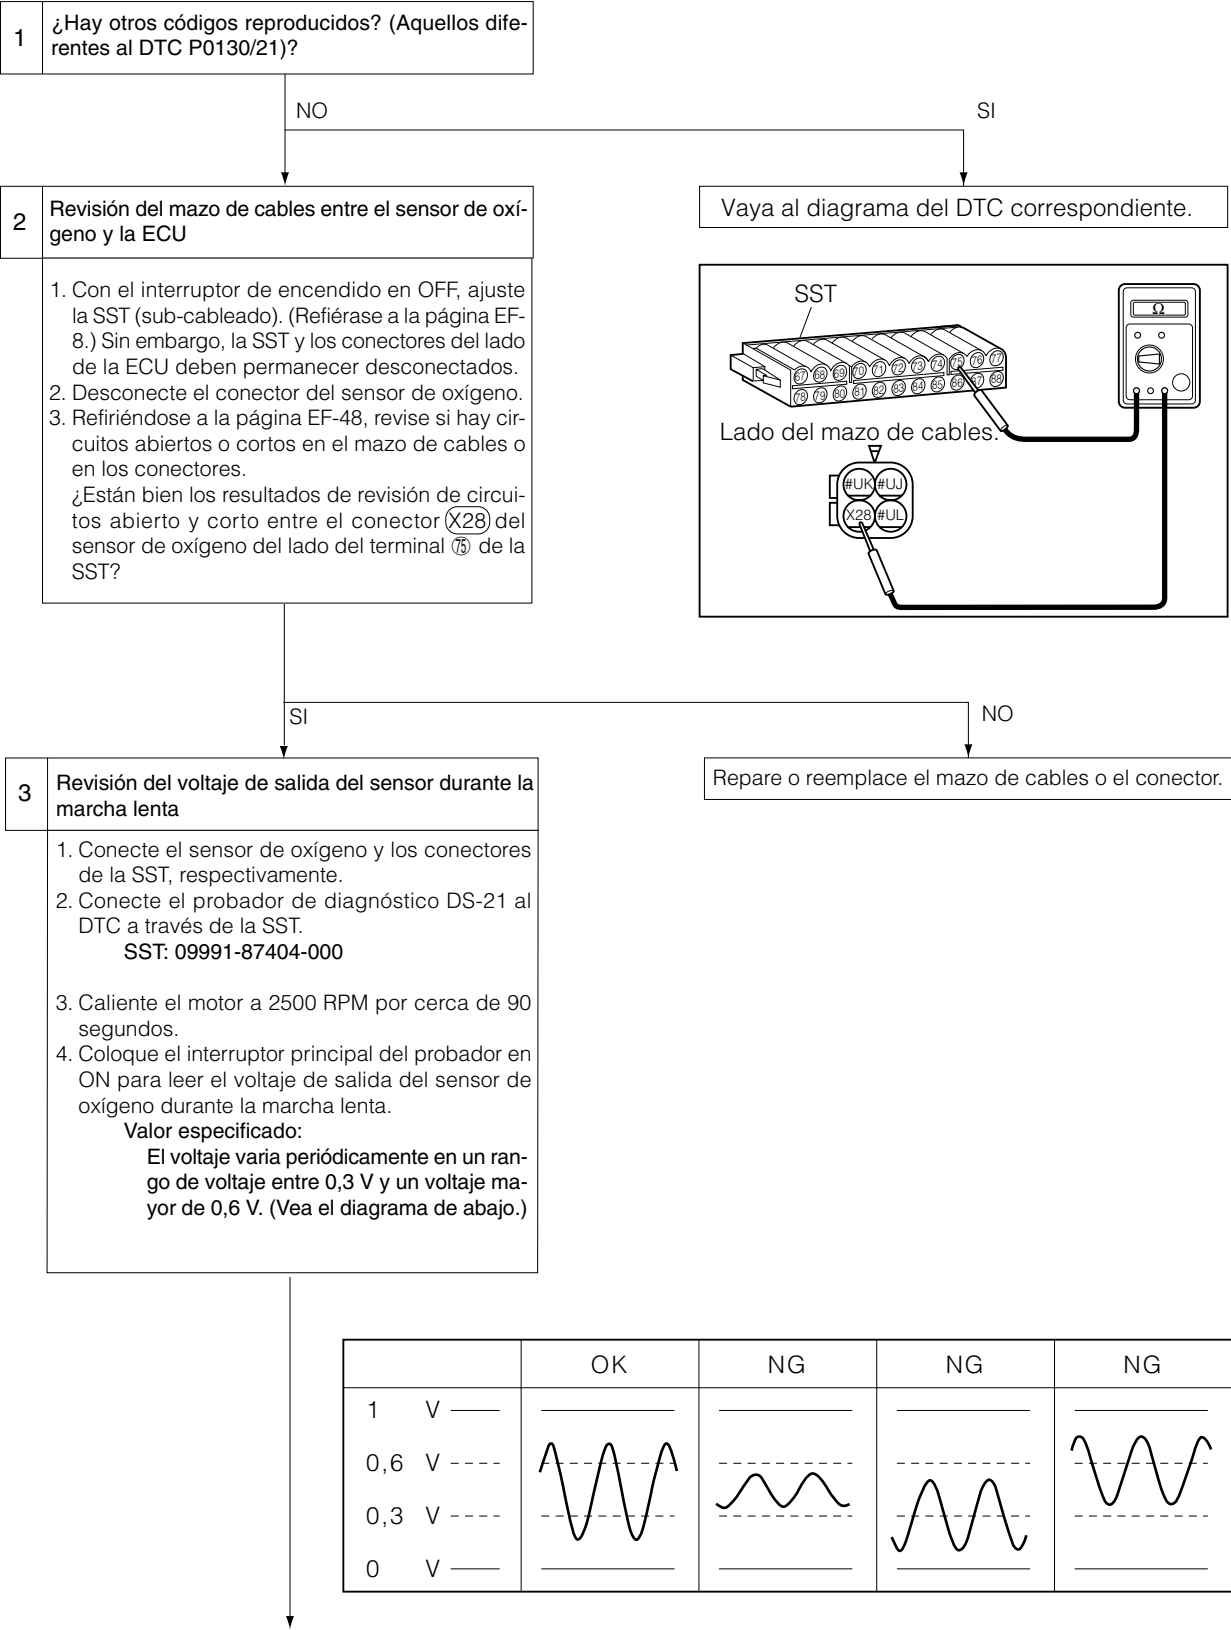 1
¿Hay otros códigos reproducidos? (Aquellos dife-
rentes al DTC P0130/21)?
NO
SI
2
Revisión del mazo de cables entre el sensor de oxí-
geno y la ECU
Vaya al diagrama del DTC correspondiente.
1. Con el interruptor de encendido en OFF, ajuste
la SST (sub-cableado). (Refiérase a la página EF-
8.) Sin embargo, la SST y los conectores del lado
de la ECU deben permanecer desconectados.
2. Desconecte el conector del sensor de oxígeno.
3. Refiriéndose a la página EF-48, revise si hay cir-
cuitos abiertos o cortos en el mazo de cables o
en los conectores.
¿Están bien los resultados de revisión de circui-
tos abierto y corto entre el conector (X28) del
sensor de oxígeno del lado del terminal ㊄ de la
SST?
SST
Ω
67 68 69 70 71 72 73 74 75 76 77
78 79 80 81 82 83 84 85 86 87 88
Lado del mazo de cables.
#UK #UJ
X28 #UL
SI
NO
3
Revisión del voltaje de salida del sensor durante la
marcha lenta
Repare o reemplace el mazo de cables o el conector.
1. Conecte el sensor de oxígeno y los conectores
de la SST, respectivamente.
2. Conecte el probador de diagnóstico DS-21 al
DTC a través de la SST.
SST: 09991-87404-000
3. Caliente el motor a 2500 RPM por cerca de 90
segundos.
4. Coloque el interruptor principal del probador en
ON para leer el voltaje de salida del sensor de
oxígeno durante la marcha lenta.
Valor especificado:
El voltaje varia periódicamente en un ran-
go de voltaje entre 0,3 V y un voltaje ma-
yor de 0,6 V. (Vea el diagrama de abajo.)
OK NG NG NG
1 V
0,6 V
0,3 V
0 V